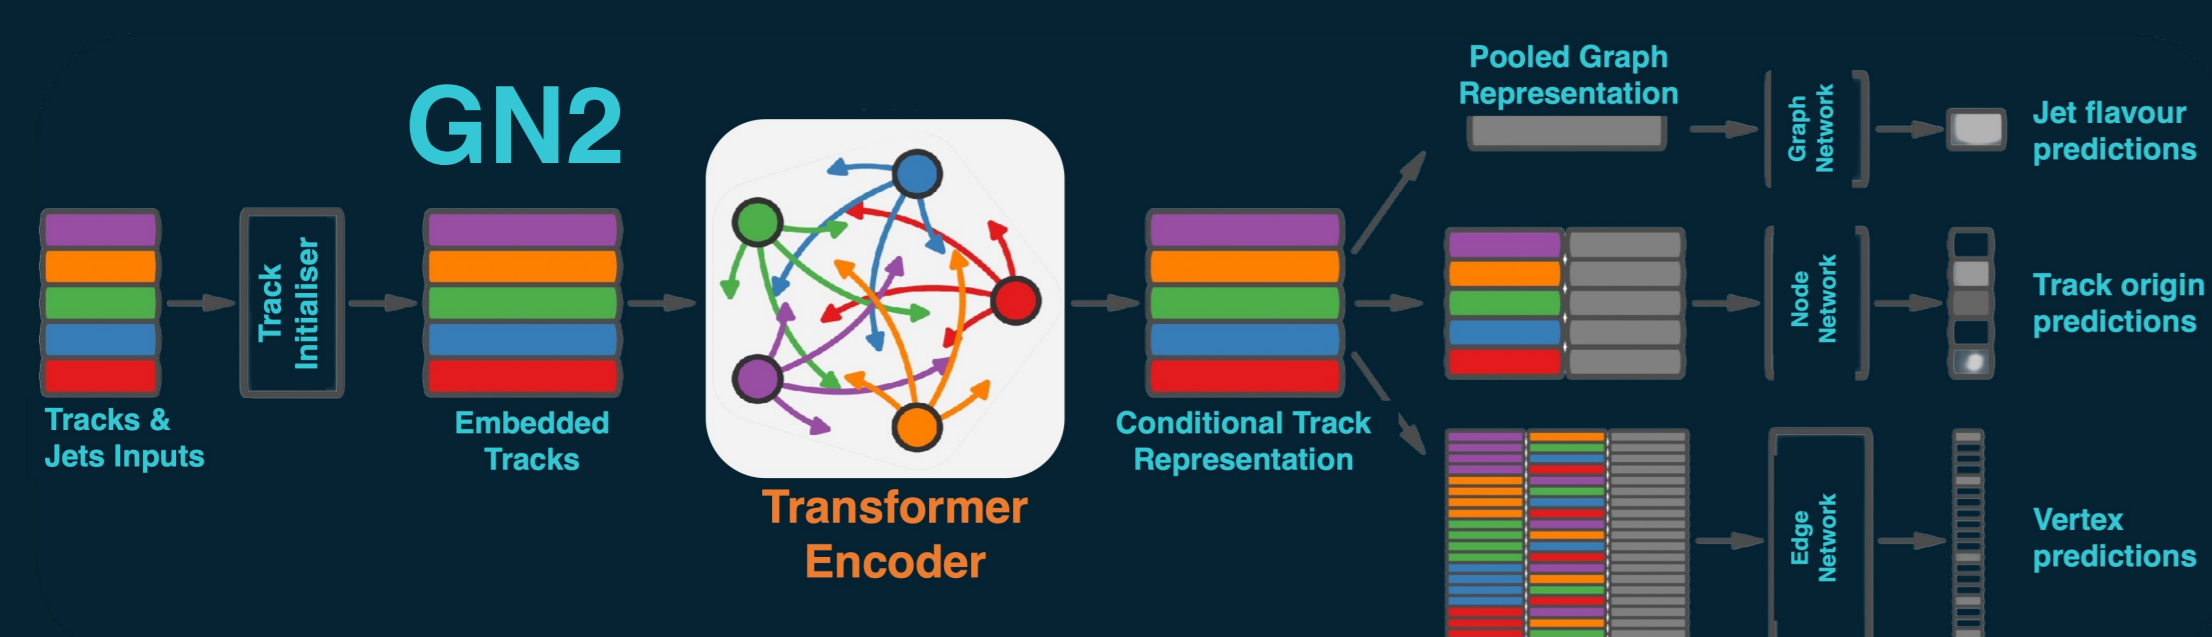 GN2
Tracks &
Jets Inputs
Track
Initialiser
Embedded
Tracks
Transformer
Encoder
Conditional Track
Representation
Pooled Graph
Representation
Graph
Network
Jet flavour
predictions
Node
Network
Track origin
predictions
Edge
Network
Vertex
predictions